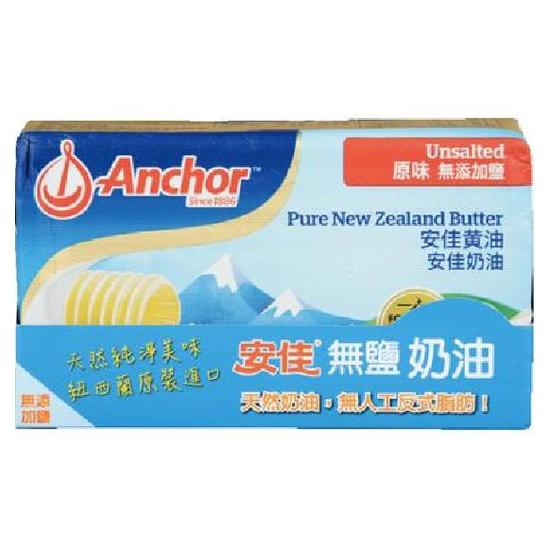 Anchor™
Since 1886
Unsalted
原味 無添加鹽
Pure New Zealand Butter
安佳黄油
安佳奶油
天然純淨美味
紐西蘭原裝進口
安佳® 無鹽 奶油
無添
加鹽
天然奶油，無人工反式脂肪！